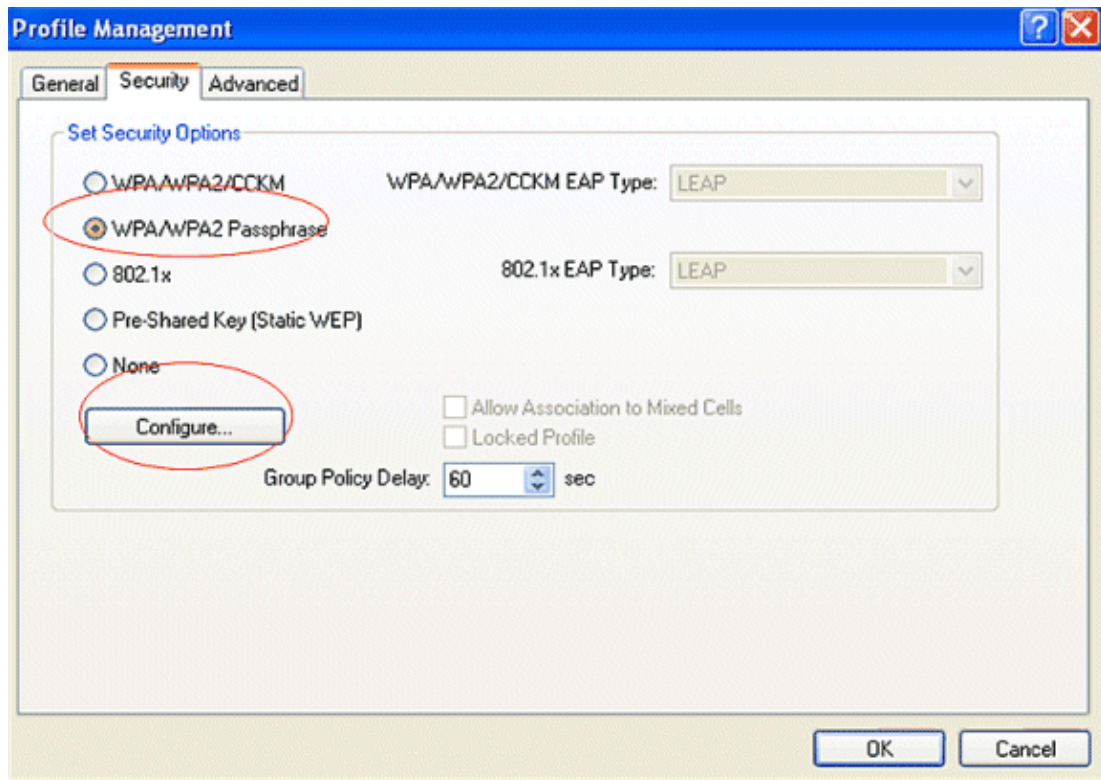 Profile Management
General Security Advanced
Set Security Options
WPA/WPA2/CCKM WPA/WPA2/CCKM EAP Type: LEAP
WPA/WPA2 Passphrase
802.1x 802.1x EAP Type: LEAP
Pre-Shared Key (Static WEP)
None
Configure... Allow Association to Mixed Cells
Locked Profile
Group Policy Delay: 60 sec
OK Cancel